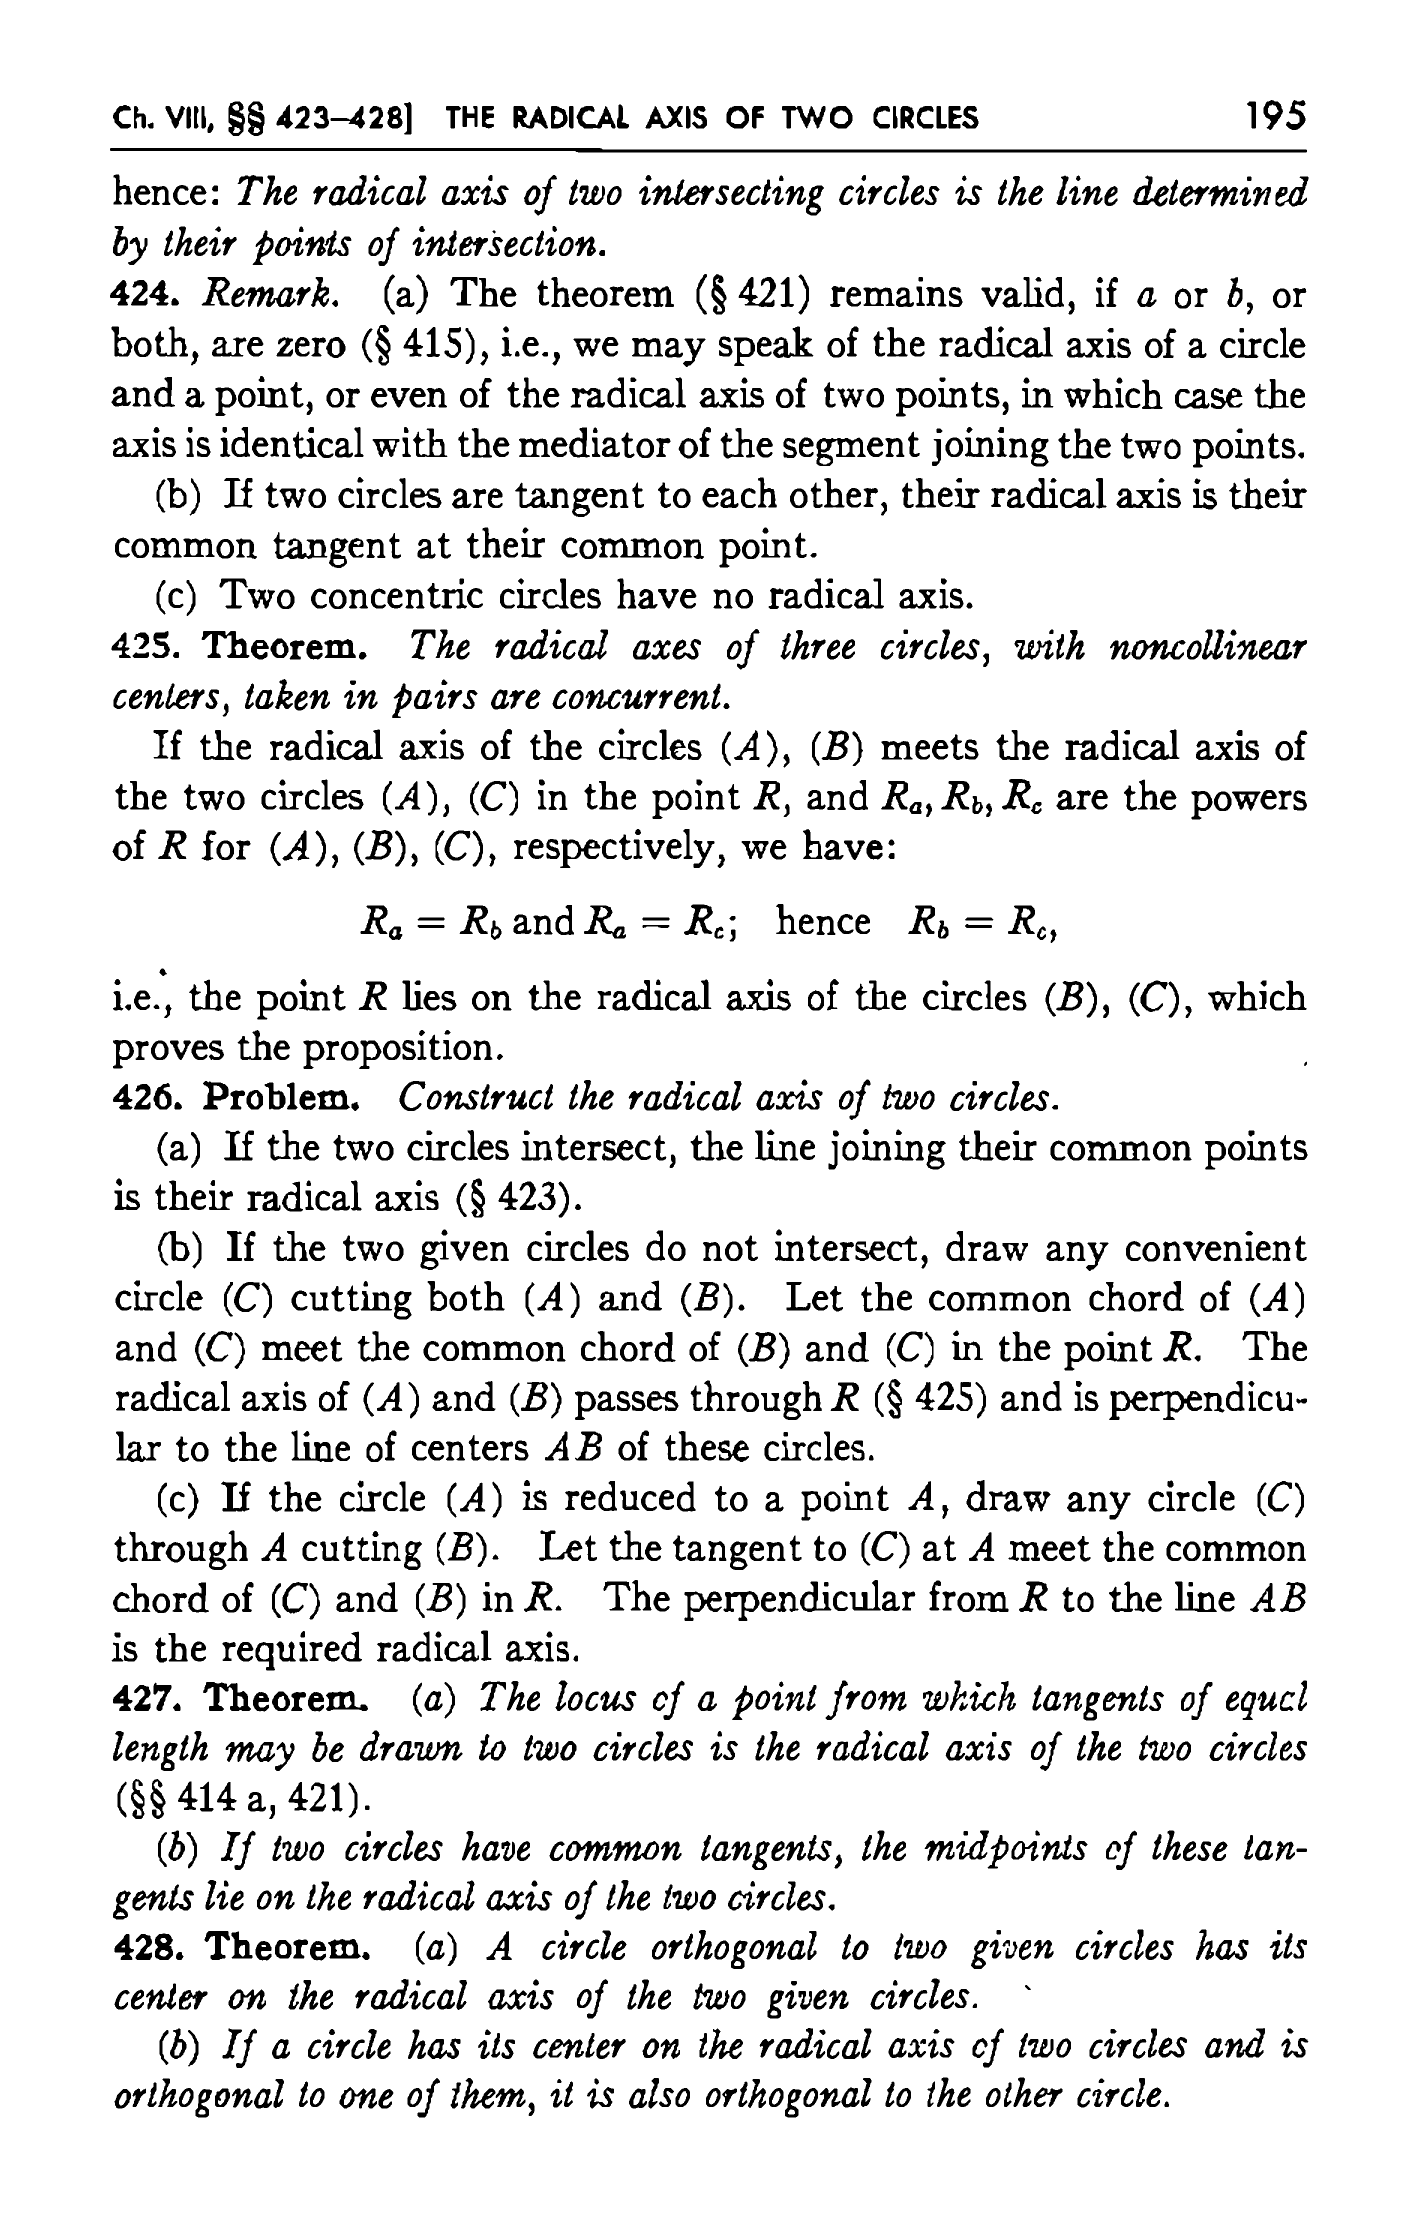 Ch. VIII, §§ 423–428] THE RADICAL AXIS OF TWO CIRCLES 195
hence: The radical axis of two intersecting circles is the line determined
by their points of intersection.
424. Remark. (a) The theorem (§ 421) remains valid, if a or b, or
both, are zero (§ 415), i.e., we may speak of the radical axis of a circle
and a point, or even of the radical axis of two points, in which case the
axis is identical with the mediator of the segment joining the two points.
(b) If two circles are tangent to each other, their radical axis is their
common tangent at their common point.
(c) Two concentric circles have no radical axis.
425. Theorem. The radical axes of three circles, with noncollinear
centers, taken in pairs are concurrent.
If the radical axis of the circles (A), (B) meets the radical axis of
the two circles (A), (C) in the point R, and Rₐ, R_b, R_c are the powers
of R for (A), (B), (C), respectively, we have:
Rₐ = R_b and Rₐ = R_c; hence R_b = R_c,
i.e., the point R lies on the radical axis of the circles (B), (C), which
proves the proposition.
426. Problem. Construct the radical axis of two circles.
(a) If the two circles intersect, the line joining their common points
is their radical axis (§ 423).
(b) If the two given circles do not intersect, draw any convenient
circle (C) cutting both (A) and (B). Let the common chord of (A)
and (C) meet the common chord of (B) and (C) in the point R. The
radical axis of (A) and (B) passes through R (§ 425) and is perpendicu-
lar to the line of centers AB of these circles.
(c) If the circle (A) is reduced to a point A, draw any circle (C)
through A cutting (B). Let the tangent to (C) at A meet the common
chord of (C) and (B) in R. The perpendicular from R to the line AB
is the required radical axis.
427. Theorem. (a) The locus of a point from which tangents of equal
length may be drawn to two circles is the radical axis of the two circles
(§§ 414 a, 421).
(b) If two circles have common tangents, the midpoints of these tan-
gents lie on the radical axis of the two circles.
428. Theorem. (a) A circle orthogonal to two given circles has its
center on the radical axis of the two given circles.
(b) If a circle has its center on the radical axis of two circles and is
orthogonal to one of them, it is also orthogonal to the other circle.